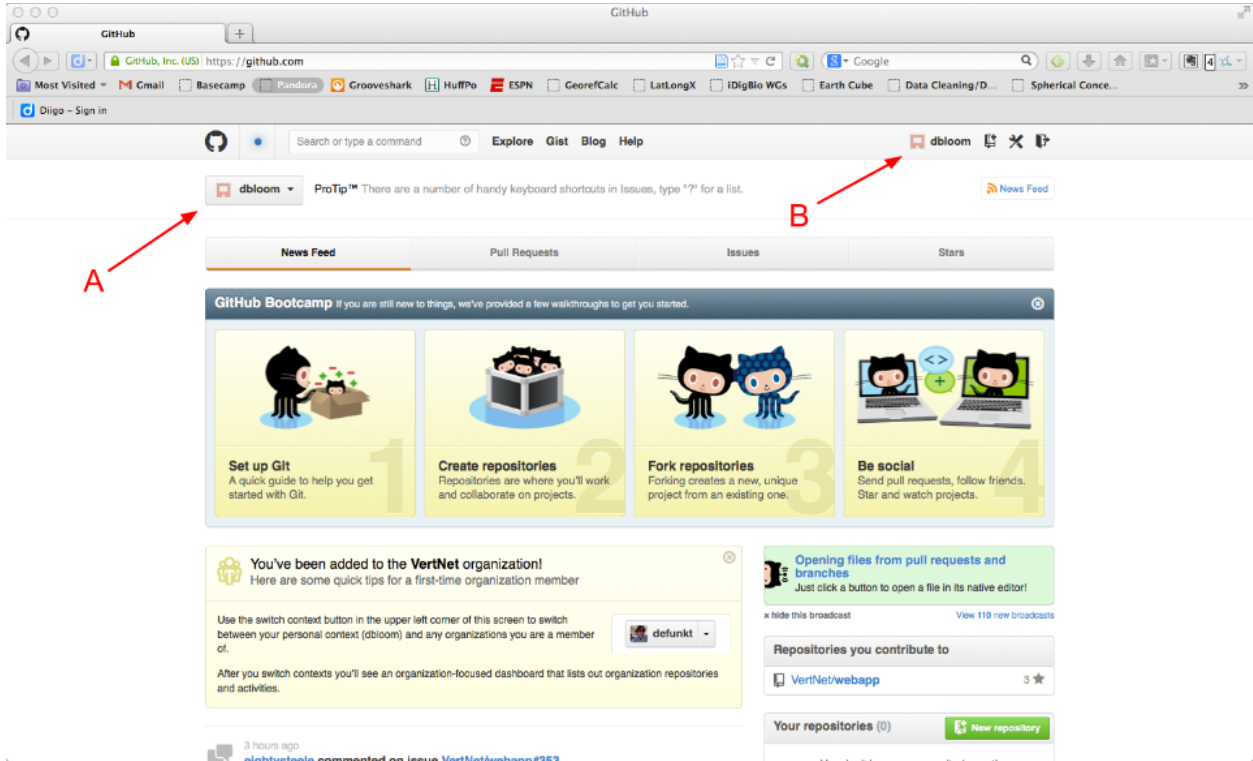 GitHub
GitHub
GitHub, Inc. (US) https://github.com
Google
4
Most Visited Gmail Basecamp Pandora Grooveshark HuffPo ESPN GeorefCalc LatLongX iDigBio WGs Earth Cube Data Cleaning/D... Spherical Conce...
Diigo - Sign in
Search or type a command Explore Gist Blog Help dbloom
dbloom ProTip™ There are a number of handy keyboard shortcuts in Issues, type "?" for a list. News Feed
A
B
News Feed Pull Requests Issues Stars
GitHub Bootcamp If you are still new to things, we've provided a few walkthroughs to get you started.
1
Set up Git
A quick guide to help you get
started with Git.
2
Create repositories
Repositories are where you'll work
and collaborate on projects.
3
Fork repositories
Forking creates a new, unique
project from an existing one.
4
Be social
Send pull requests, follow friends.
Star and watch projects.
You've been added to the VertNet organization!
Here are some quick tips for a first-time organization member
Use the switch context button in the upper left corner of this screen to switch
between your personal context (dbloom) and any organizations you are a member
of.
defunkt
After you switch contexts you'll see an organization-focused dashboard that lists out organization repositories
and activities.
Opening files from pull requests and
branches
Just click a button to open a file in its native editor!
x hide this broadcast View 110 new broadcasts
Repositories you contribute to
VertNet/webapp 3
Your repositories (0) New repository
3 hours ago
eightysteele commented on issue VertNet/webapp#353